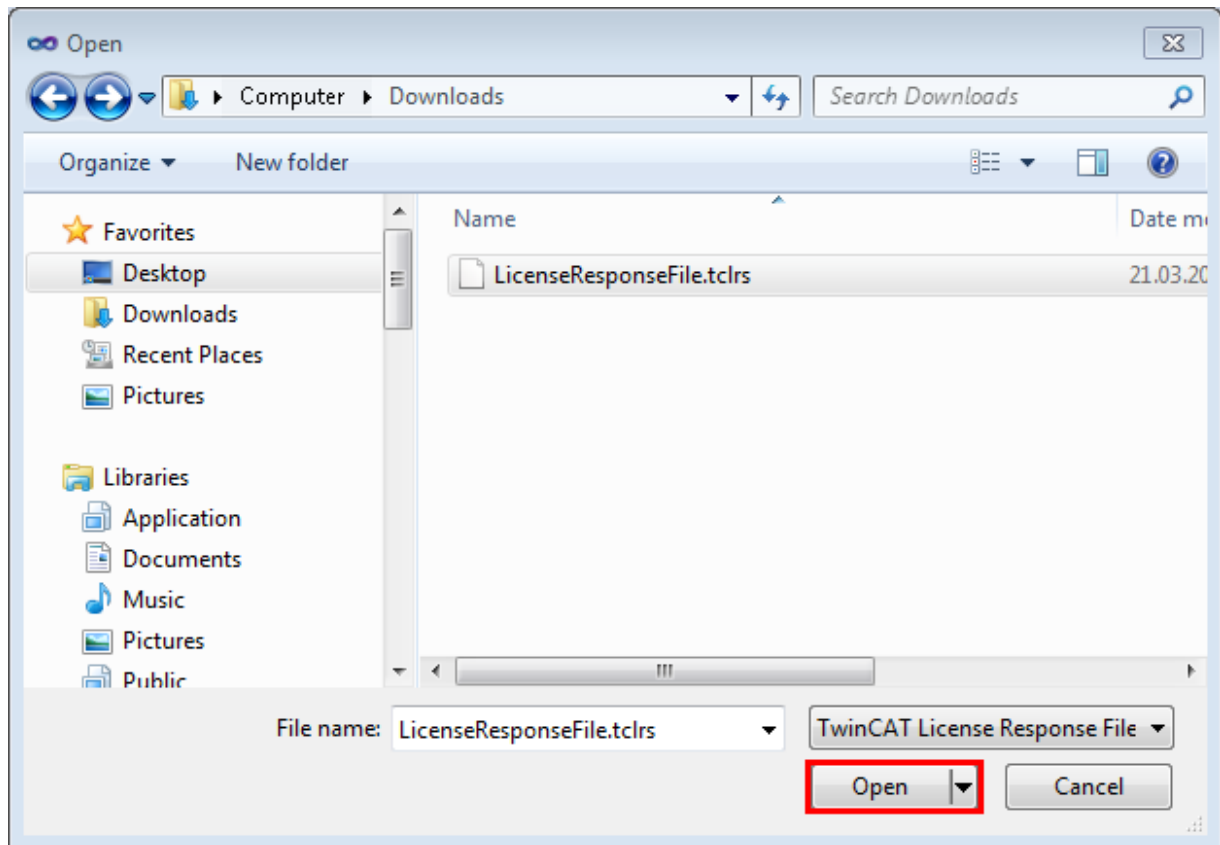 Open
Computer Downloads
Search Downloads
Organize New folder
Favorites
Desktop
Downloads
Recent Places
Pictures
Libraries
Application
Documents
Music
Pictures
Public
Name Date
LicenseResponseFile.tclrs 21.03.20
File name: LicenseResponseFile.tclrs TwinCAT License Response File
Open Cancel